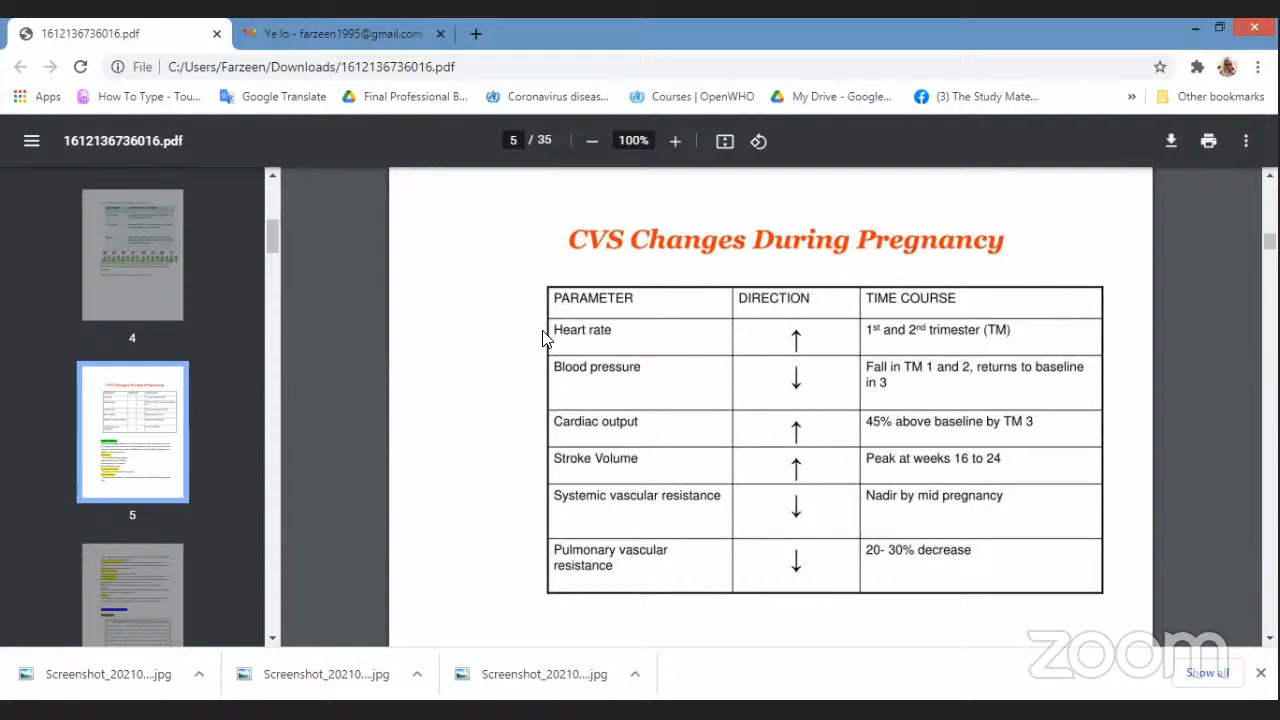 1612136736016.pdf
Ye lo - farzeen1995@gmail.com
File
C:/Users/Farzeen/Downloads/1612136736016.pdf
Apps
How To Type - Tou...
Google Translate
Final Professional B...
Coronavirus diseas...
Courses | OpenWHO
My Drive - Google...
(3) The Study Mate...
»
Other bookmarks
1612136736016.pdf
5 / 35
100%
4
5
CVS Changes During Pregnancy
PARAMETER DIRECTION TIME COURSE
Heart rate ↑ 1st and 2nd trimester (TM)
Blood pressure ↓ Fall in TM 1 and 2, returns to baseline
in 3
Cardiac output ↑ 45% above baseline by TM 3
Stroke Volume ↑ Peak at weeks 16 to 24
Systemic vascular resistance ↓ Nadir by mid pregnancy
Pulmonary vascular
resistance ↓ 20- 30% decrease
zoom
Screenshot_20210....jpg
Screenshot_20210....jpg
Screenshot_20210....jpg
Show all